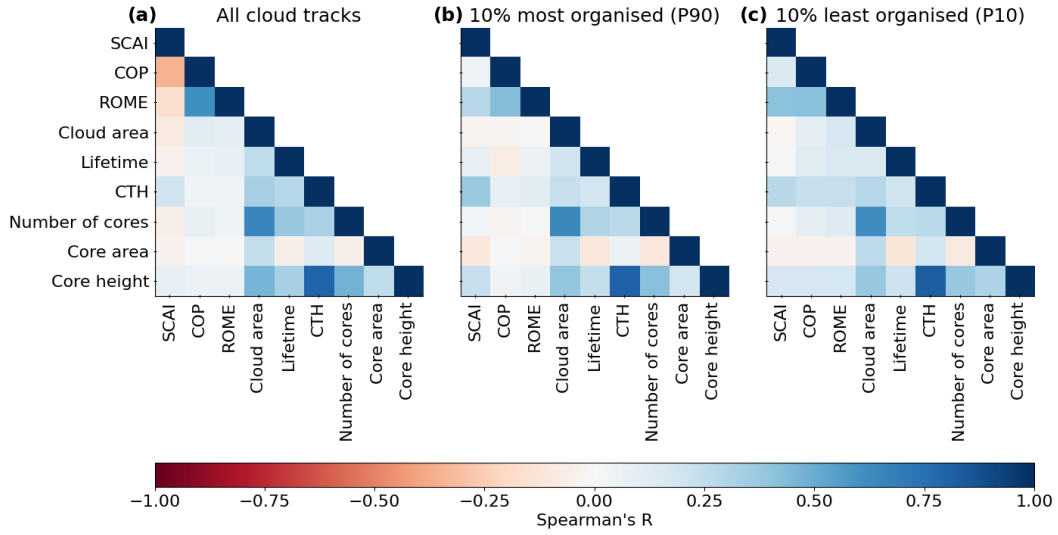 (a) All cloud tracks
(b) 10% most organised (P90)
(c) 10% least organised (P10)
SCAI
COP
ROME
Cloud area
Lifetime
CTH
Number of cores
Core area
Core height
SCAI
COP
ROME
Cloud area
Lifetime
CTH
Number of cores
Core area
Core height
SCAI
COP
ROME
Cloud area
Lifetime
CTH
Number of cores
Core area
Core height
SCAI
COP
ROME
Cloud area
Lifetime
CTH
Number of cores
Core area
Core height
−1.00 −0.75 −0.50 −0.25 0.00 0.25 0.50 0.75 1.00
Spearman's R